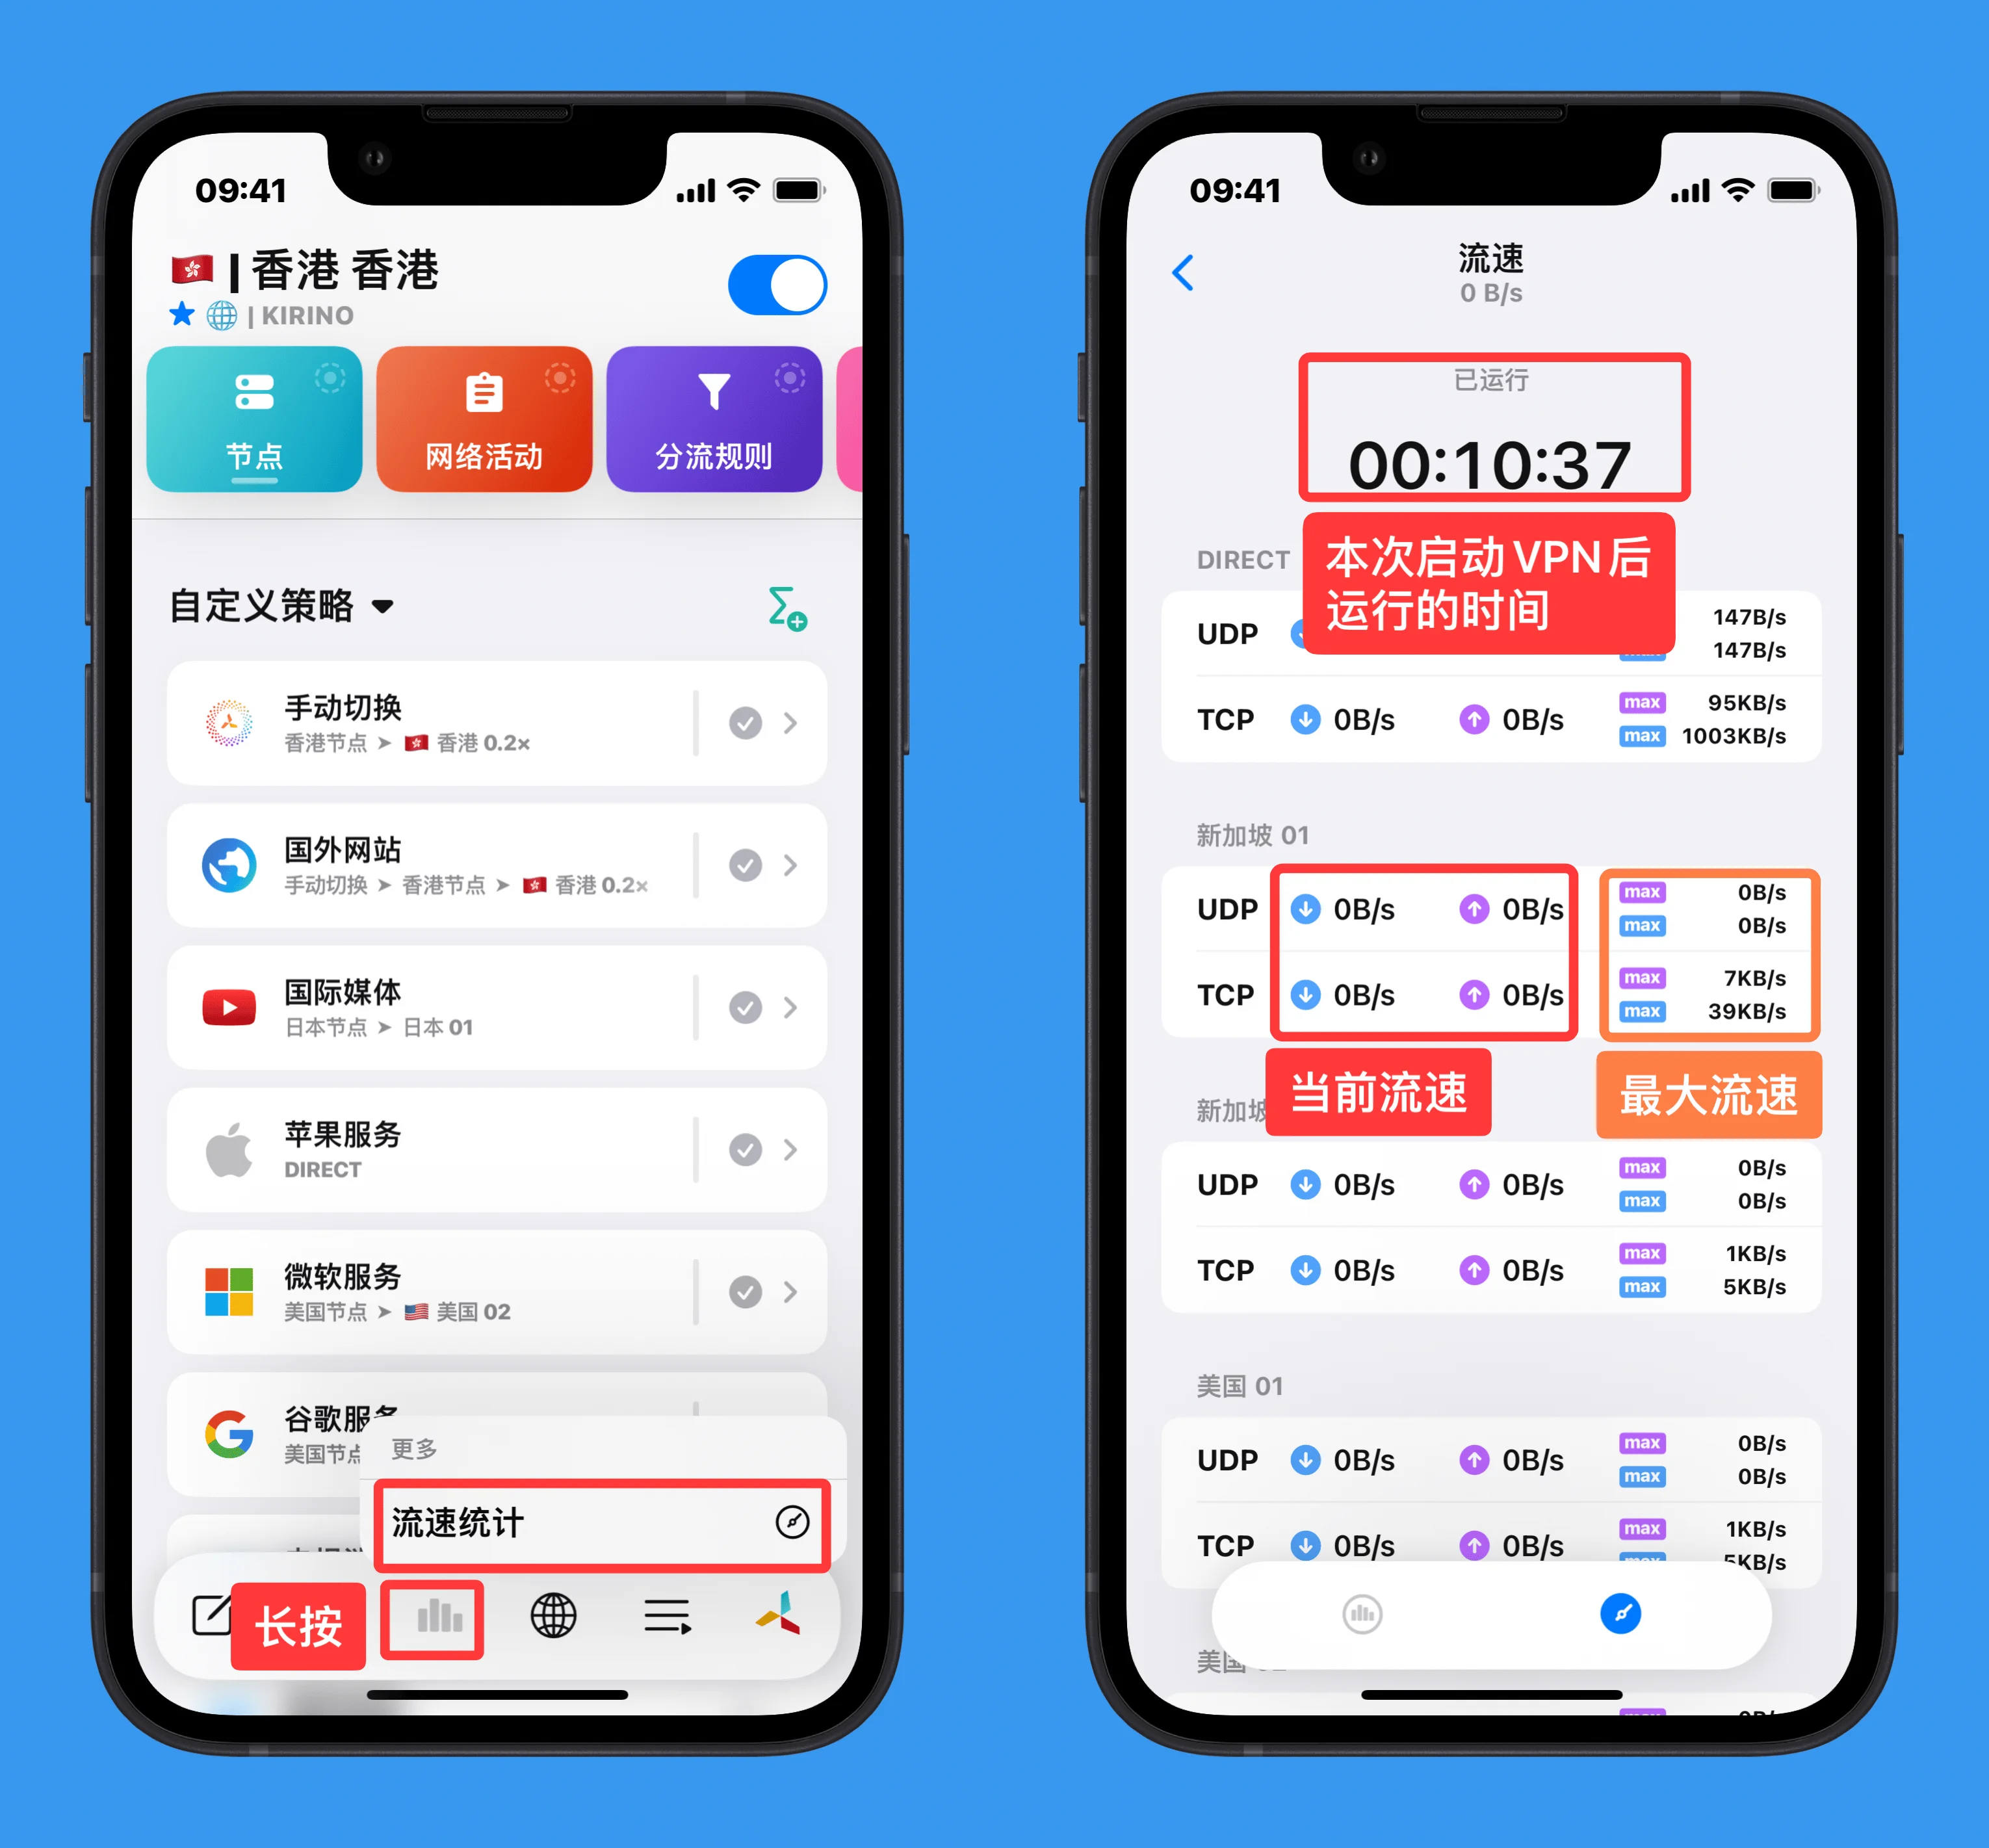 09:41
| 香港 香港
| KIRINO
节点
网络活动
分流规则
自定义策略
手动切换
香港节点 ➤ 香港 0.2×
国外网站
手动切换 ➤ 香港节点 ➤ 香港 0.2×
国际媒体
日本节点 ➤ 日本 01
苹果服务
DIRECT
微软服务
美国节点 ➤ 美国 02
谷歌服务
美国节点
更多
流速统计
长按
09:41
流速
0 B/s
已运行
00:10:37
本次启动VPN后
运行的时间
DIRECT
UDP 147B/s
max 147B/s
TCP 0B/s 0B/s max 95KB/s
max 1003KB/s
新加坡 01
UDP 0B/s 0B/s max 0B/s
max 0B/s
TCP 0B/s 0B/s max 7KB/s
max 39KB/s
当前流速
最大流速
新加坡
UDP 0B/s 0B/s max 0B/s
max 0B/s
TCP 0B/s 0B/s max 1KB/s
max 5KB/s
美国 01
UDP 0B/s 0B/s max 0B/s
max 0B/s
TCP 0B/s 0B/s max 1KB/s
max 5KB/s
美国